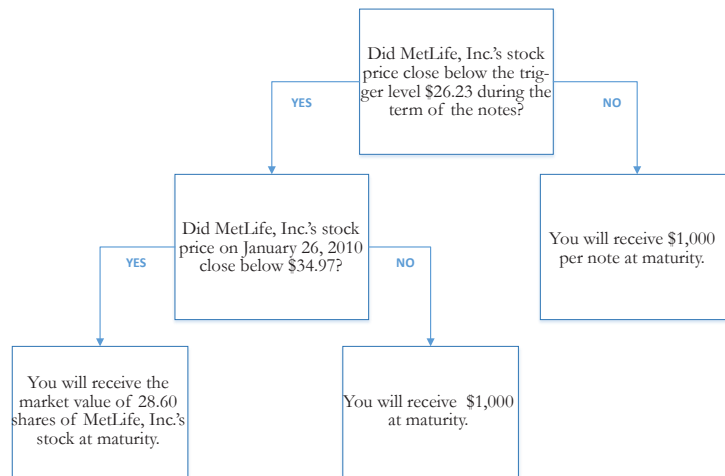 Did MetLife, Inc.'s stock
price close below the trig-
ger level $26.23 during the
term of the notes?
YES
NO
Did MetLife, Inc.'s stock
price on January 26, 2010
close below $34.97?
You will receive $1,000
per note at maturity.
YES
NO
You will receive the
market value of 28.60
shares of MetLife, Inc.'s
stock at maturity.
You will receive $1,000
at maturity.